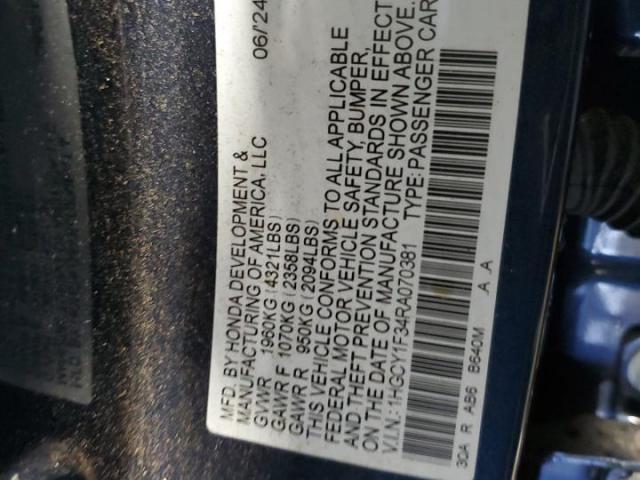 MFD. BY HONDA DEVELOPMENT & 06/24
MANUFACTURING OF AMERICA, LLC
GVWR 1960KG (4321LBS)
GAWR F 1070KG (2358LBS)
GAWR R 950KG (2094LBS)
THIS VEHICLE CONFORMS TO ALL APPLICABLE
FEDERAL MOTOR VEHICLE SAFETY, BUMPER,
AND THEFT PREVENTION STANDARDS IN EFFECT
ON THE DATE OF MANUFACTURE SHOWN ABOVE.
V.I.N.: 1HGCY1F34RA070381 TYPE: PASSENGER CAR
30A R AB6 B640M A A